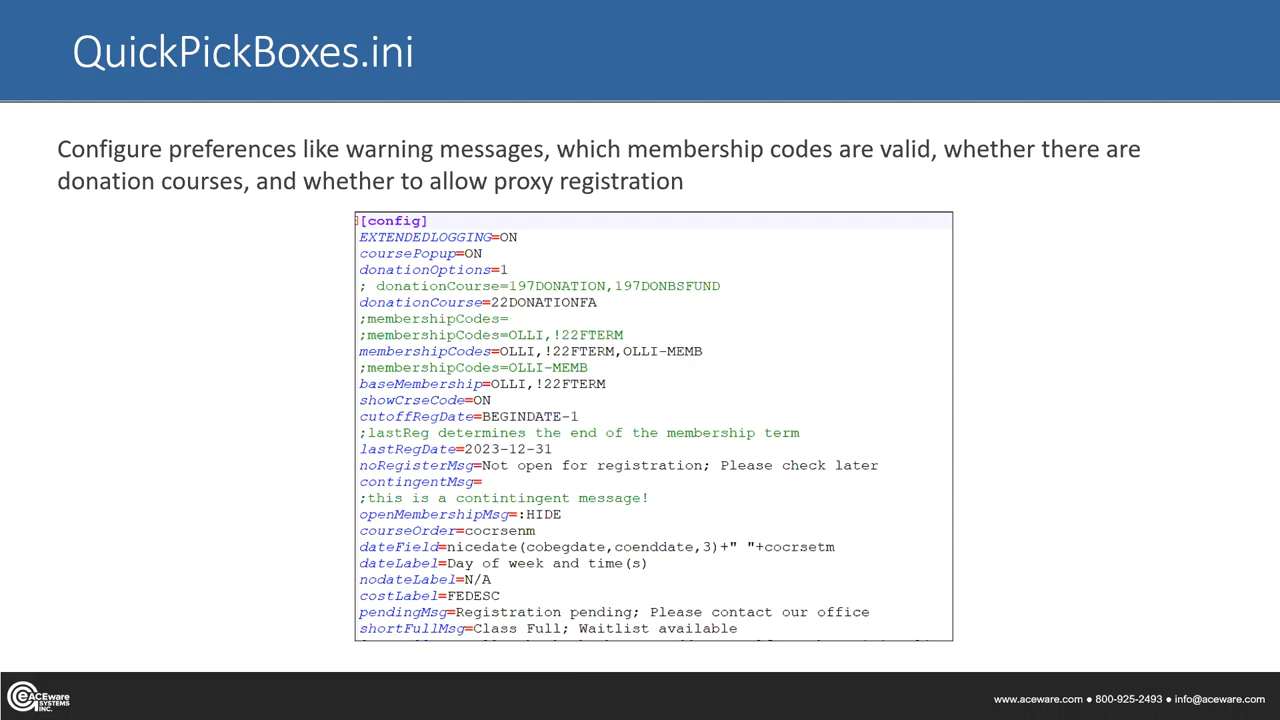 QuickPickBoxes.ini
Configure preferences like warning messages, which membership codes are valid, whether there are
donation courses, and whether to allow proxy registration
[config]
EXTENDEDLOGGING=ON
coursePopup=ON
donationOptions=1
; donationCourse=197DONATION,197DONBSFUND
donationCourse=22DONATIONFA
;membershipCodes=
;membershipCodes=OLLI,!22FTERM
membershipCodes=OLLI,!22FTERM,OLLI-MEMB
;membershipCodes=OLLI-MEMB
baseMembership=OLLI,!22FTERM
showCrseCode=ON
cutoffRegDate=BEGINDATE-1
;lastReg determines the end of the membership term
lastRegDate=2023-12-31
noRegisterMsg=Not open for registration; Please check later
contingentMsg=
;this is a contintingent message!
openMembershipMsg=:HIDE
courseOrder=cocrsenm
dateField=nicedate(cobegdate,coenddate,3)+" "+cocrsetm
dateLabel=Day of week and time(s)
nodateLabel=N/A
costLabel=FEDESC
pendingMsg=Registration pending; Please contact our office
shortFullMsg=Class Full; Waitlist available
ACEware
SYSTEMS
INC.
www.aceware.com ● 800-925-2493 ● info@aceware.com